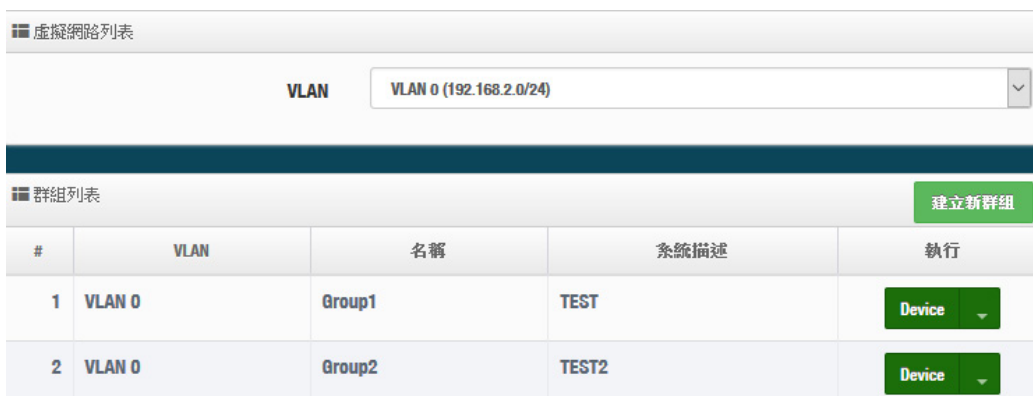 虛擬網路列表
VLAN VLAN 0 (192.168.2.0/24)
群組列表 建立新群組
# VLAN 名稱 系統描述 執行
1 VLAN 0 Group1 TEST Device
2 VLAN 0 Group2 TEST2 Device